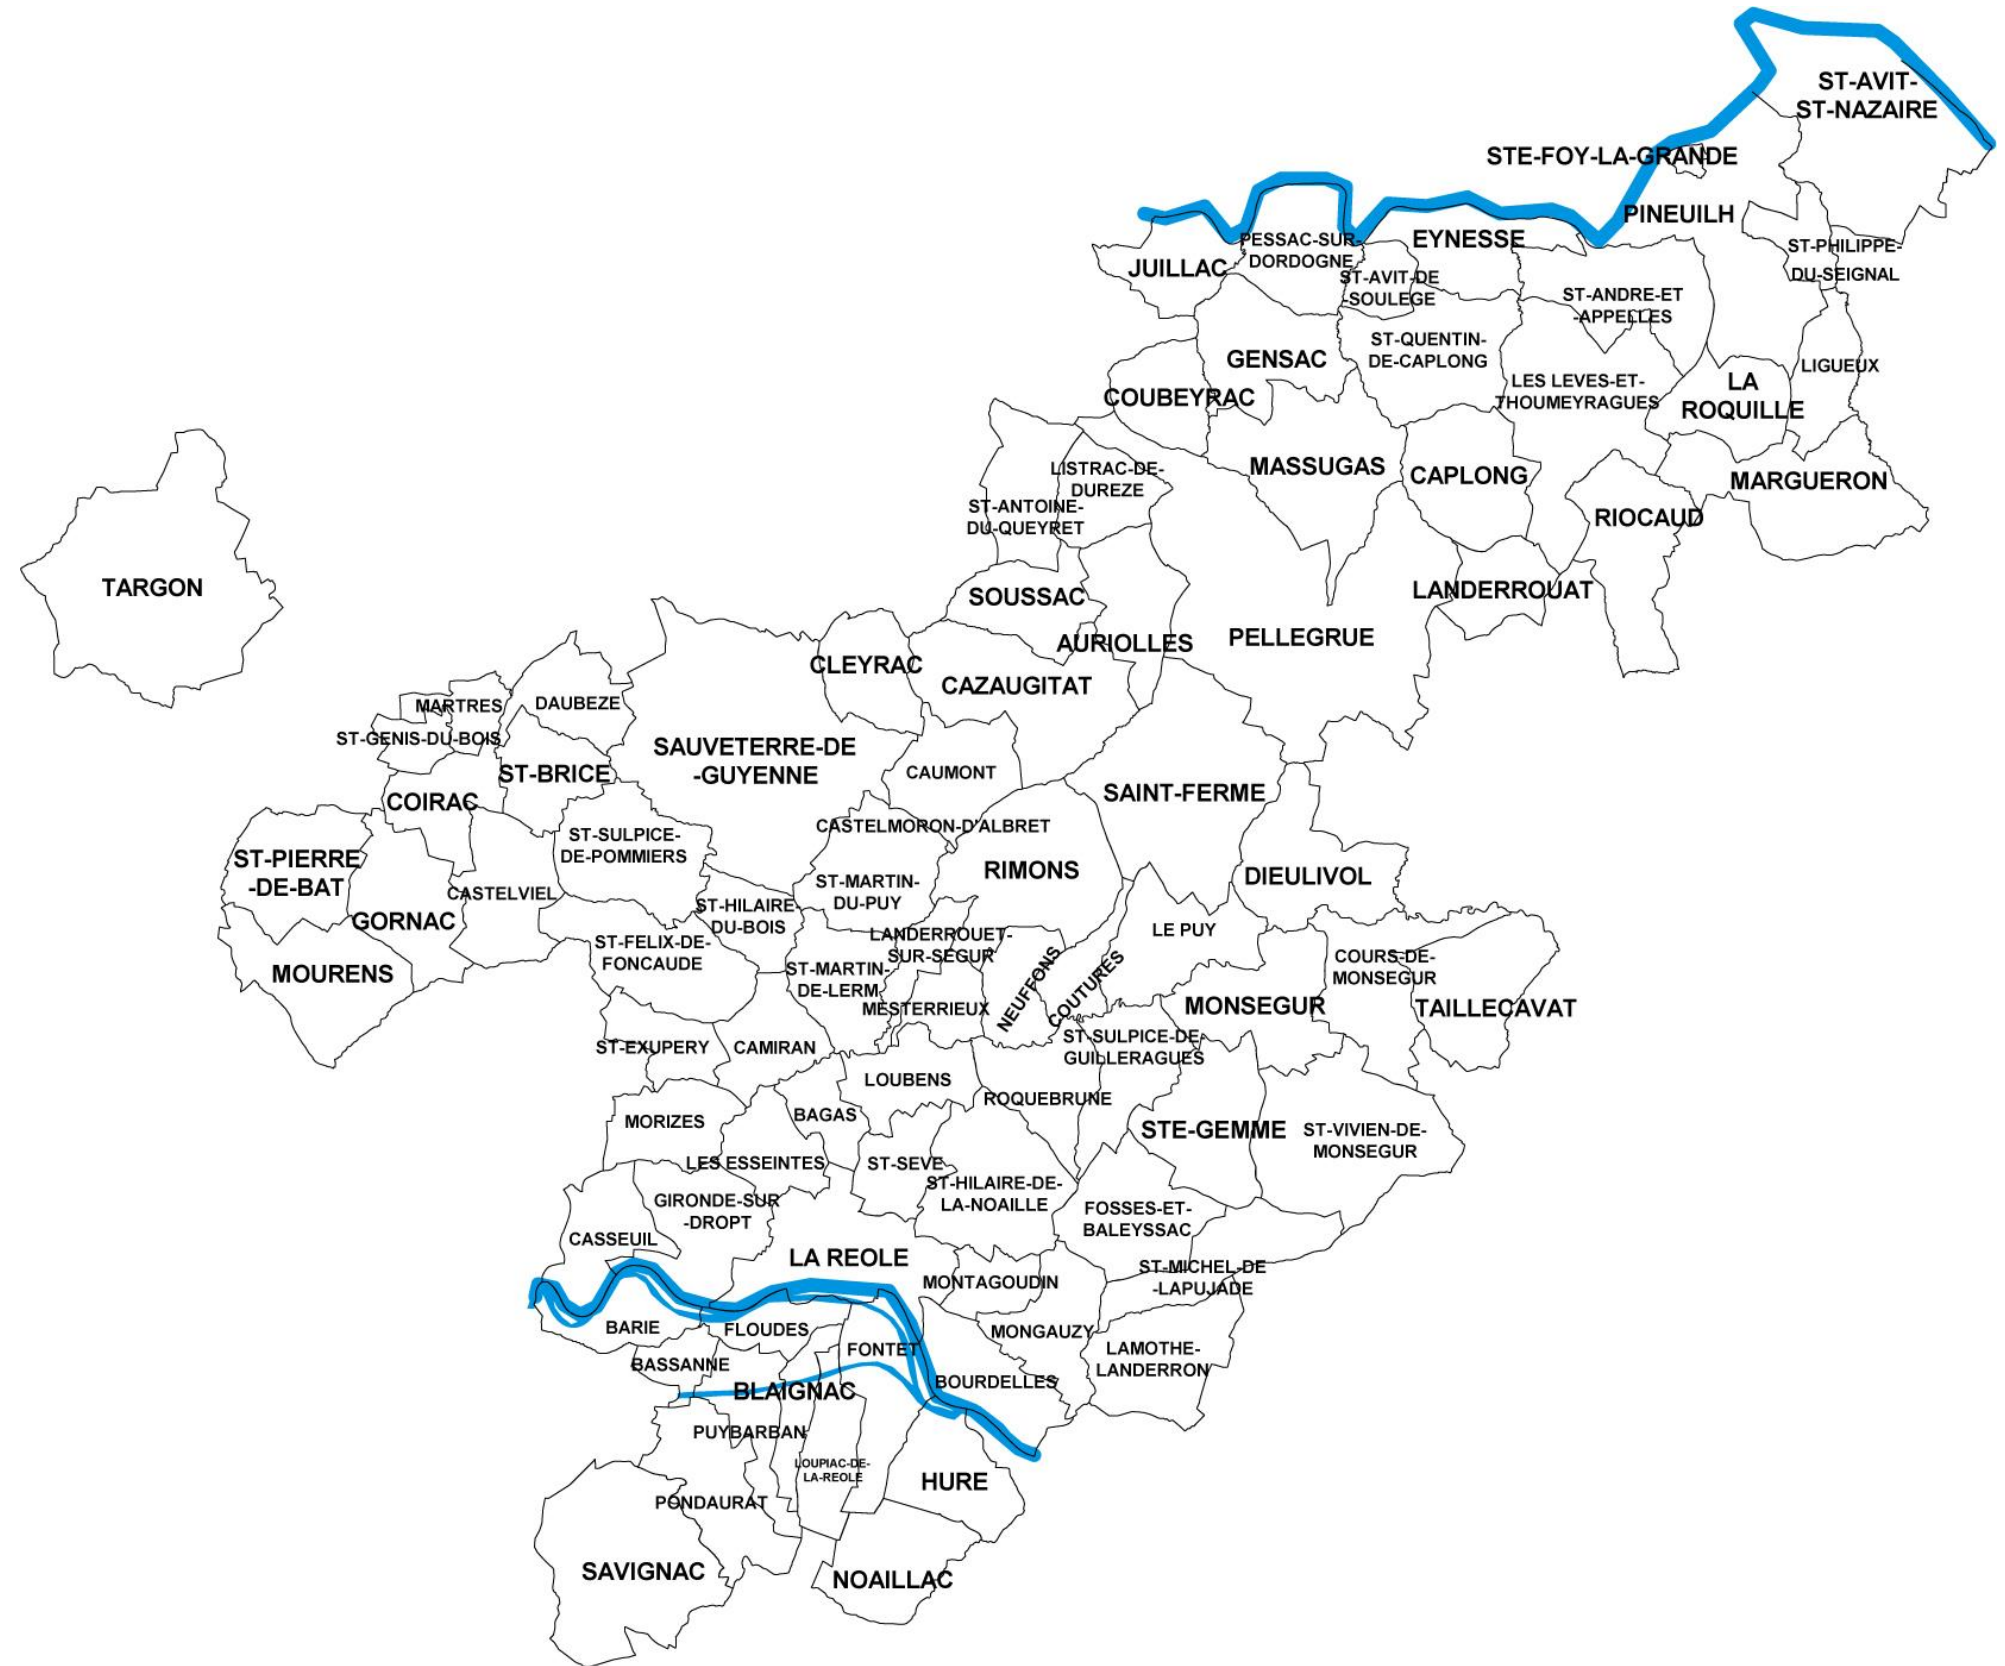 ST-AVIT-
ST-NAZAIRE
STE-FOY-LA-GRANDE
PINEUILH
EYNESSE
PESSAC-SUR-
DORDOGNE
JUILLAC
ST-AVIT-DE
-SOULEGE
ST-PHILIPPE-
DU-SEIGNAL
ST-ANDRE-ET
-APPELLES
GENSAC
ST-QUENTIN-
DE-CAPLONG
LIGUEUX
COUBEYRAC
LES LEVES-ET-
THOUMEYRAGUES
LA
ROQUILLE
LISTRAC-DE-
DUREZE
MASSUGAS
CAPLONG
MARGUERON
ST-ANTOINE-
DU-QUEYRET
RIOCAUD
TARGON
SOUSSAC
LANDERROUAT
AURIOLLES
PELLEGRUE
CLEYRAC
CAZAUGITAT
MARTRES
DAUBEZE
ST-GENIS-DU-BOIS
SAUVETERRE-DE
-GUYENNE
ST-BRICE
CAUMONT
COIRAC
SAINT-FERME
CASTELMORON-D'ALBRET
ST-SULPICE-
DE-POMMIERS
ST-PIERRE
-DE-BAT
RIMONS
DIEULIVOL
CASTELVIEL
ST-MARTIN-
DU-PUY
GORNAC
ST-HILAIRE-
DU-BOIS
LE PUY
LANDERROUET-
SUR-SEGUR
ST-FELIX-DE-
FONCAUDE
MOURENS
ST-MARTIN-
DE-LERM
COURS-DE-
MONSEGUR
NEUFFONS
COUTURES
MESTERRIEUX
MONSEGUR
TAILLECAVAT
ST-EXUPERY
CAMIRAN
ST-SULPICE-DE-
GUILLERAGUES
LOUBENS
ROQUEBRUNE
MORIZES
BAGAS
STE-GEMME
ST-VIVIEN-DE-
MONSEGUR
LES ESSEINTES
ST-SEVE
ST-HILAIRE-DE-
LA-NOAILLE
GIRONDE-SUR
-DROPT
FOSSES-ET-
BALEYSSAC
CASSEUIL
LA REOLE
MONTAGOUDIN
ST-MICHEL-DE
-LAPUJADE
BARIE
FLOUDES
MONGAUZY
FONTET
LAMOTHE-
LANDERRON
BASSANNE
BLAIGNAC
BOURDELLES
PUYBARBAN
LOUPIAC-DE-
LA-REOLE
HURE
PONDAURAT
SAVIGNAC
NOAILLAC